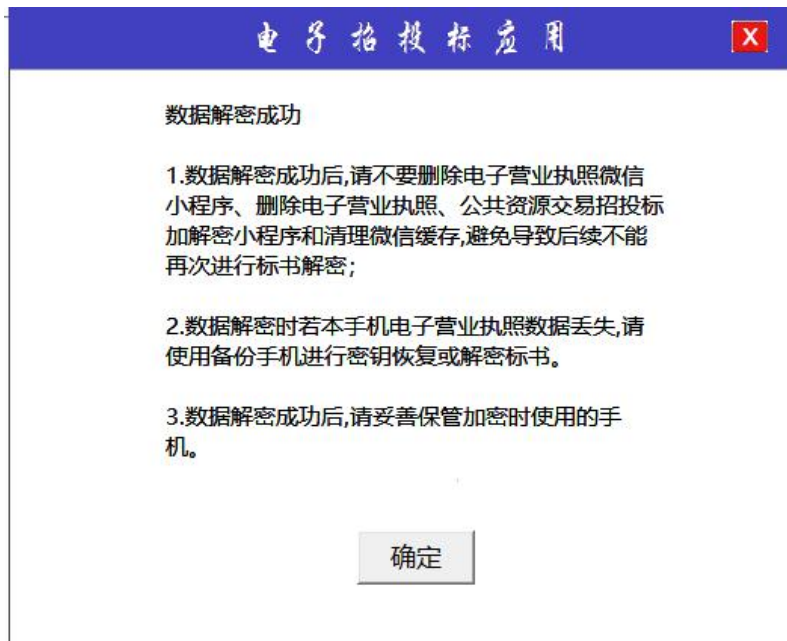 电子招投标应用
X
数据解密成功
1.数据解密成功后,请不要删除电子营业执照微信
小程序、删除电子营业执照、公共资源交易招投标
加解密小程序和清理微信缓存,避免导致后续不能
再次进行标书解密;
2.数据解密时若本手机电子营业执照数据丢失,请
使用备份手机进行密钥恢复或解密标书。
3.数据解密成功后,请妥善保管加密时使用的手
机。
确定